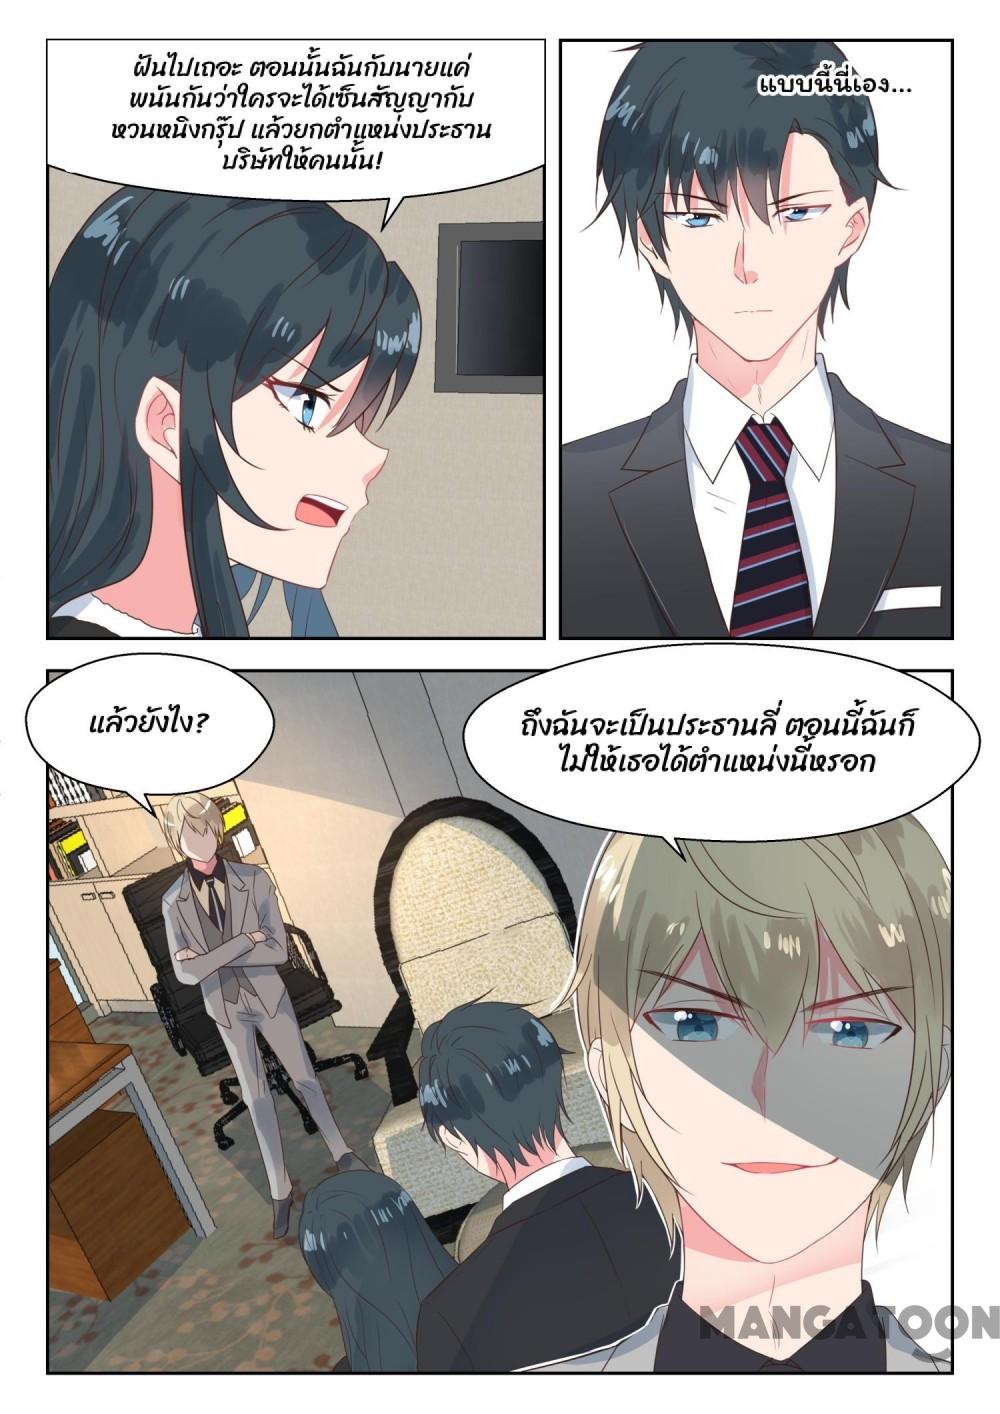 ฝันไปเถอะ ตอนนั้นฉันกับนายแค่
พนันกันว่าใครจะได้เซ็นสัญญากับ
หวนหนิงกรุ๊ป แล้วยกตำแหน่งประธาน
บริษัทให้คนนั้น!
แบบนี้นี่เอง...
แล้วยังไง?
ถึงฉันจะเป็นประธานลี่ ตอนนี้ฉันก็
ไม่ให้เธอได้ตำแหน่งนี้หรอก
MANGATOON